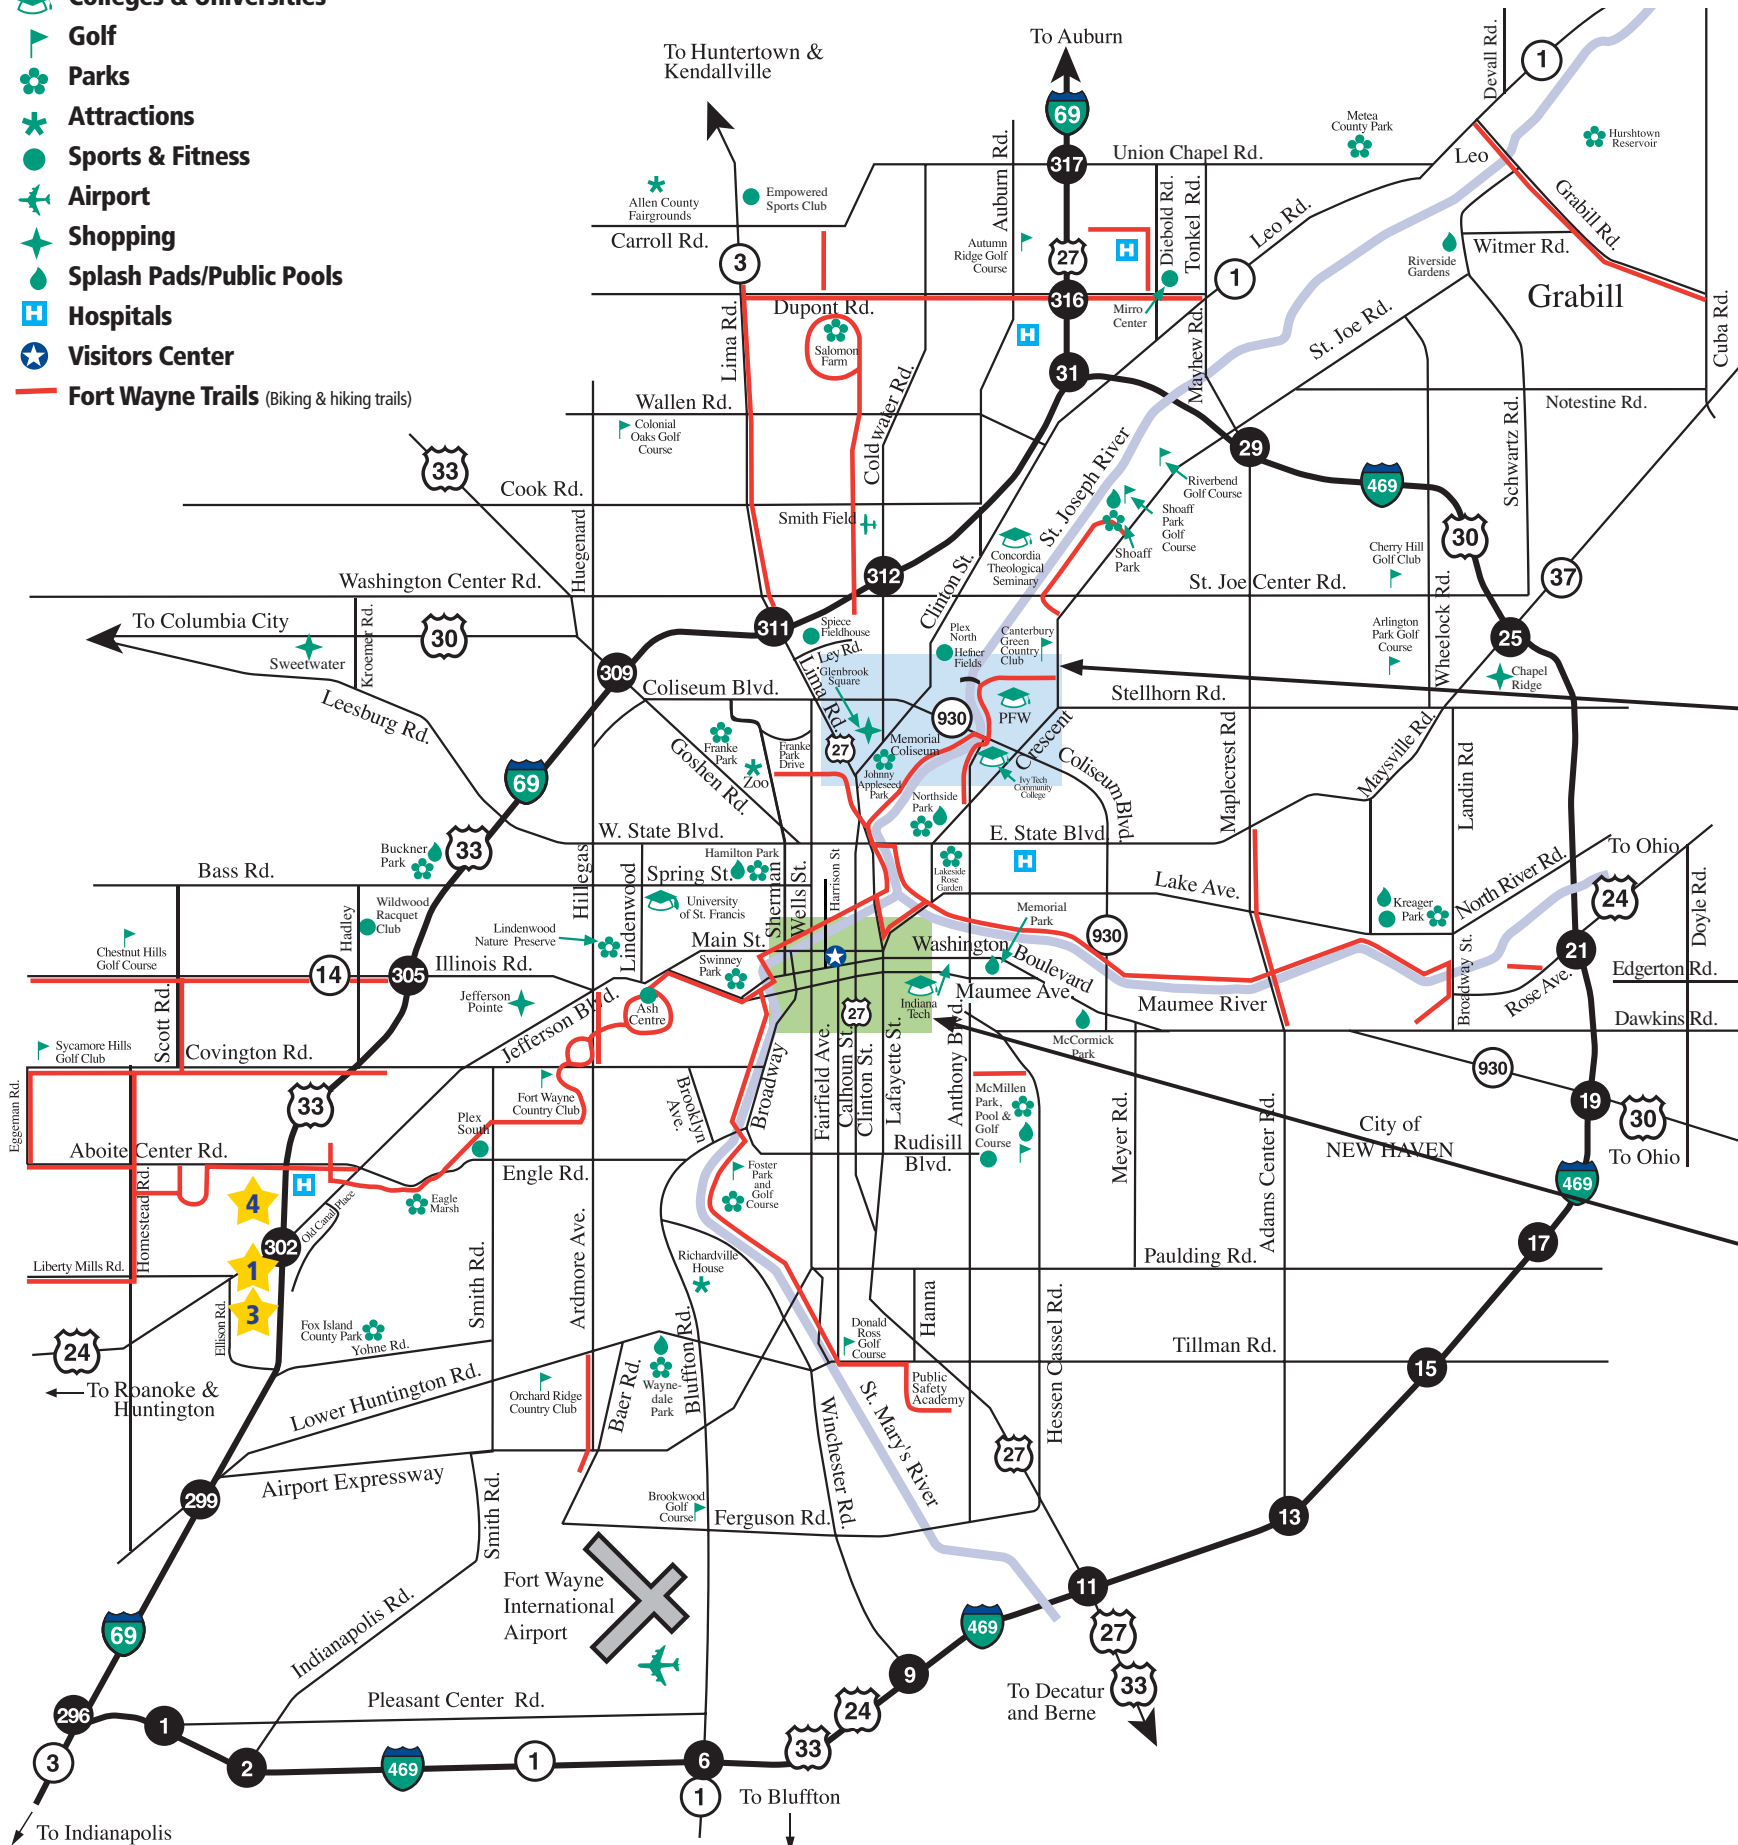 Colleges & Universities
Golf
Parks
Attractions
Sports & Fitness
Airport
Shopping
Splash Pads/Public Pools
H
Hospitals
Visitors Center
Fort Wayne Trails (Biking & hiking trails)
To Huntertown &
Kendallville
To Auburn
69
317
Union Chapel Rd.
Auburn Rd.
Metea
County Park
Devall Rd.
1
Hurshtown
Reservoir
Leo
Grabill Rd.
Witmer Rd.
Riverside
Gardens
Grabill
Cuba Rd.
Allen County
Fairgrounds
Empowered
Sports Club
Carroll Rd.
3
Autumn
Ridge Golf
Course
27
H
Diebold Rd.
Tonkel Rd.
Leo Rd.
1
316
Mirro
Center
Dupont Rd.
Salomon
Farm
Lima Rd.
H
31
Mayhew Rd.
St. Joe Rd.
Wallen Rd.
Colonial
Oaks Golf
Course
Coldwater Rd.
Notestine Rd.
Schwartz Rd.
33
Cook Rd.
Huegenard
Smith Field
St. Joseph River
29
469
Riverbend
Golf Course
Shoaff
Park
Golf
Course
Shoaff
Park
30
Concordia
Theological
Seminary
Cherry Hill
Golf Club
Washington Center Rd.
312
Clinton St.
St. Joe Center Rd.
37
Wheelock Rd.
To Columbia City
30
Kroemer Rd.
Sweetwater
Leesburg Rd.
311
Spiece
Fieldhouse
Ley Rd.
Plex
North
Hefner
Fields
Canterbury
Green
Country
Club
Arlington
Park Golf
Course
25
Chapel
Ridge
309
Coliseum Blvd.
Lima Rd.
Glenbrook
Square
930
PFW
Stellhorn Rd.
Franke
Park
Zoo
Franke
Park
Drive
27
Memorial
Coliseum
Johnny
Appleseed
Park
Crescent
Coliseum Blvd.
Ivy Tech
Community
College
Maplecrest Rd
Maysville Rd.
Landin Rd
Goshen Rd.
69
Northside
Park
W. State Blvd.
E. State Blvd.
33
Buckner
Park
Bass Rd.
Hillegas
Lindenwood
Hamilton Park
Spring St.
Sherman
Wells St.
Harrison St
Lakeside
Rose
Garden
H
Lake Ave.
Kreager
Park
North River Rd.
To Ohio
24
Doyle Rd.
University
of St. Francis
Wildwood
Racquet
Club
Hadley
Chestnut Hills
Golf Course
Lindenwood
Nature Preserve
Main St.
Swinney
Park
Memorial
Park
930
Washington
Boulevard
21
Edgerton Rd.
14
305
Illinois Rd.
Jefferson
Pointe
Jefferson Blvd.
Ash
Centre
27
Indiana
Tech
Maumee Ave.
Maumee River
Broadway St.
Rose Ave.
Dawkins Rd.
McCormick
Park
Scott Rd.
Sycamore Hills
Golf Club
Covington Rd.
33
Fort Wayne
Country Club
Brooklyn
Ave.
Broadway
Fairfield Ave.
Calhoun St.
Clinton St.
Lafayette St.
Anthony Blvd.
McMillen
Park,
Pool &
Golf
Course
Meyer Rd.
Adams Center Rd.
930
19
30
City of
NEW HAVEN
To Ohio
Eggeman Rd.
Aboite Center Rd.
Plex
South
Rudisill
Blvd.
Engle Rd.
Eagle
Marsh
Foster
Park
and
Golf
Course
469
Homestead Rd.
4
H
Old Canal Place
302
1
3
Liberty Mills Rd.
Ellison Rd.
17
Paulding Rd.
Richardville
House
Smith Rd.
Ardmore Ave.
Fox Island
County Park
Yohne Rd.
24
To Roanoke &
Huntington
Bluffton Rd.
Hanna
Hessen Cassel Rd.
Donald
Ross
Golf
Course
Tillman Rd.
15
Lower Huntington Rd.
Orchard Ridge
Country Club
Baer Rd.
Wayne-
dale
Park
Public
Safety
Academy
St. Mary's River
Winchester Rd.
27
Airport Expressway
299
Smith Rd.
Brookwood
Golf
Course
Ferguson Rd.
13
Fort Wayne
International
Airport
11
69
Indianapolis Rd.
469
27
9
33
To Decatur
and Berne
296
1
Pleasant Center Rd.
24
33
3
2
469
1
6
1
To Bluffton
To Indianapolis